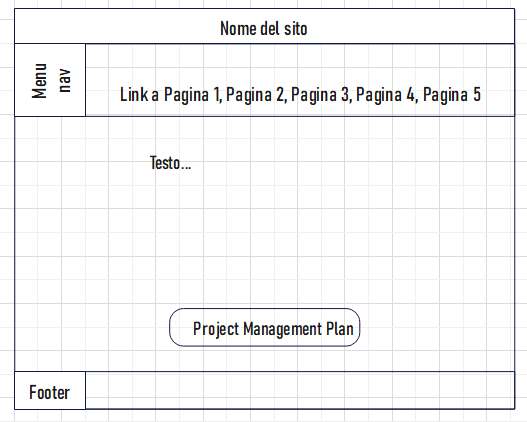 Nome del sito
Menu
nav
Link a Pagina 1, Pagina 2, Pagina 3, Pagina 4, Pagina 5
Testo...
Project Management Plan
Footer